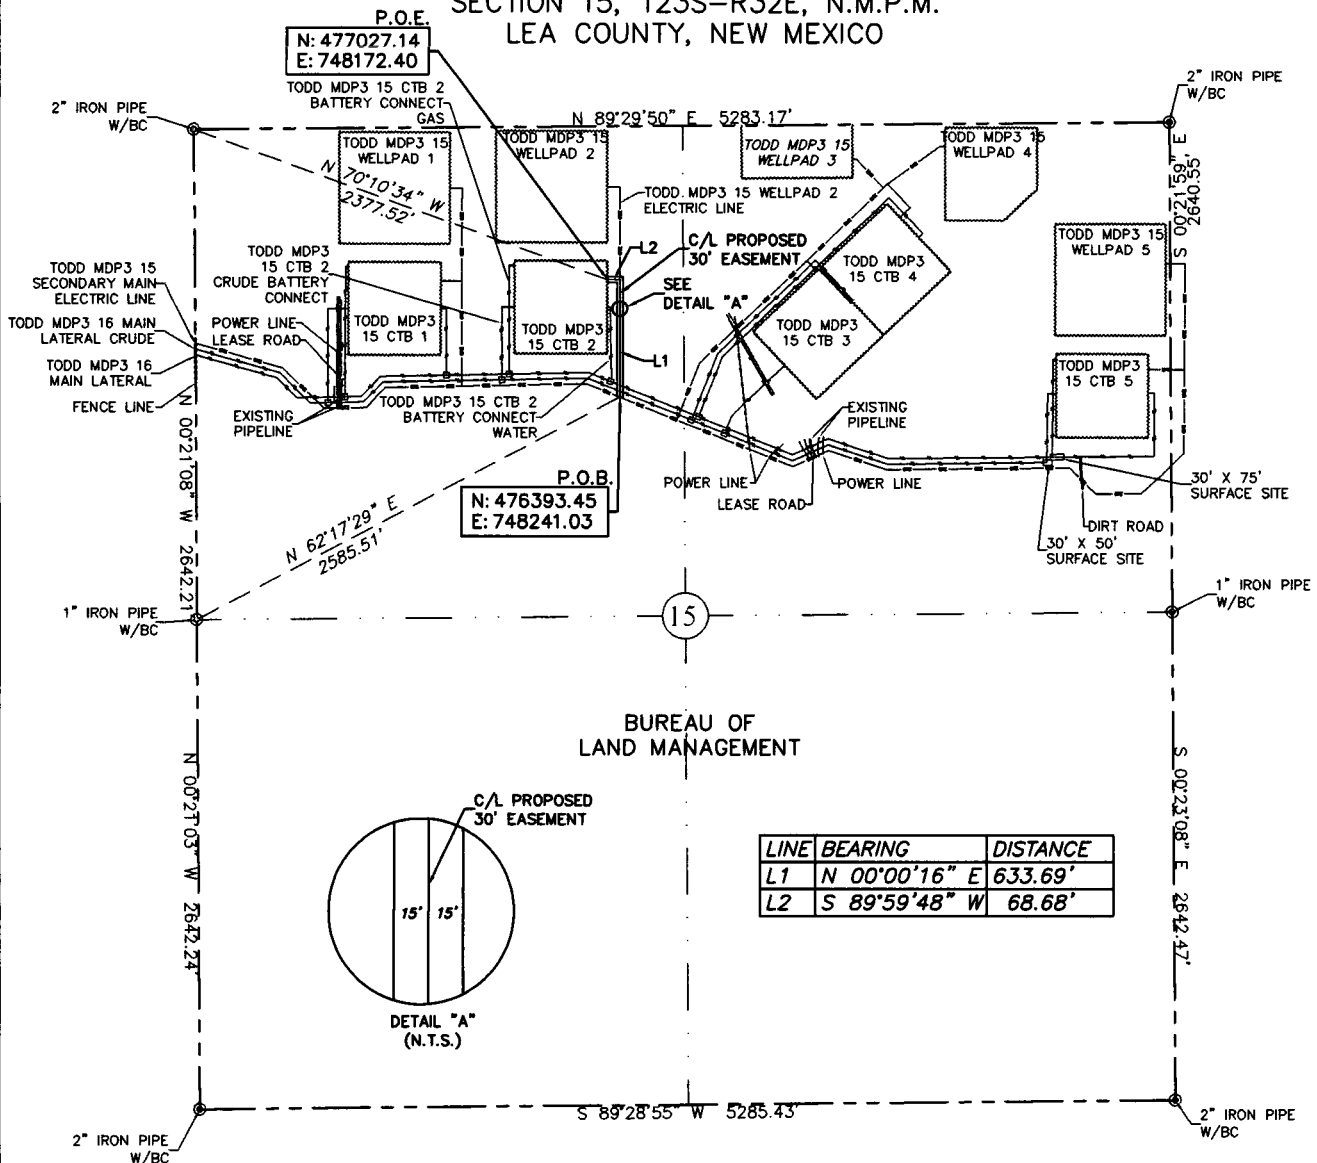 SECTION 15, T23S-R32E, N.M.P.M.
LEA COUNTY, NEW MEXICO
P.O.E.
N: 477027.14
E: 748172.40
TODD MDP3 15 CTB 2
BATTERY CONNECT
GAS
2" IRON PIPE
W/BC
N 89°29'50" E 5283.17'
2" IRON PIPE
W/BC
TODD MDP3 15
WELLPAD 1
TODD MDP3 15
WELLPAD 2
TODD MDP3 15
WELLPAD 3
TODD MDP3 15
WELLPAD 4
S 00°21'59" E
2640.55'
N 70°10'34" W
2377.52'
TODD MDP3 15 WELLPAD 2
ELECTRIC LINE
TODD MDP3 15
WELLPAD 5
L2
C/L PROPOSED
30' EASEMENT
SEE
DETAIL "A"
TODD MDP3
15 CTB 2
CRUDE BATTERY
CONNECT
TODD MDP3 15
SECONDARY MAIN
ELECTRIC LINE
TODD MDP3 16 MAIN
LATERAL CRUDE
TODD MDP3 16
MAIN LATERAL
FENCE LINE
POWER LINE
LEASE ROAD
TODD MDP3
15 CTB 1
TODD MDP3
15 CTB 2
TODD MDP3
15 CTB 4
TODD MDP3
15 CTB 3
TODD MDP3
15 CTB 5
L1
EXISTING
PIPELINE
TODD MDP3 15 CTB 2
BATTERY CONNECT
WATER
EXISTING
PIPELINE
N 00°21'08" W 2642.21'
P.O.B.
N: 476393.45
E: 748241.03
POWER LINE
LEASE ROAD
POWER LINE
30' X 75'
SURFACE SITE
DIRT ROAD
30' X 50'
SURFACE SITE
N 62°17'29" E
2585.51'
1" IRON PIPE
W/BC
15
1" IRON PIPE
W/BC
BUREAU OF
LAND MANAGEMENT
N 00°21'03" W 2642.24'
S 00°23'08" E 2642.47'
C/L PROPOSED
30' EASEMENT
15' 15'
DETAIL "A"
(N.T.S.)
LINE BEARING DISTANCE
L1 N 00°00'16" E 633.69'
L2 S 89°59'48" W 68.68'
S 89°28'55" W 5285.43'
2" IRON PIPE
W/BC
2" IRON PIPE
W/BC